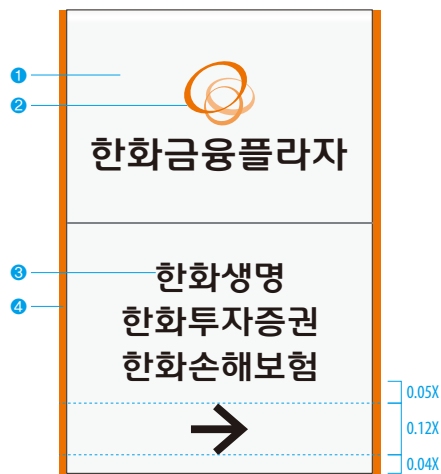 ❶
❷
한화금융플라자
❸
한화생명
❹
한화투자증권
한화손해보험
0.05X
0.12X
0.04X